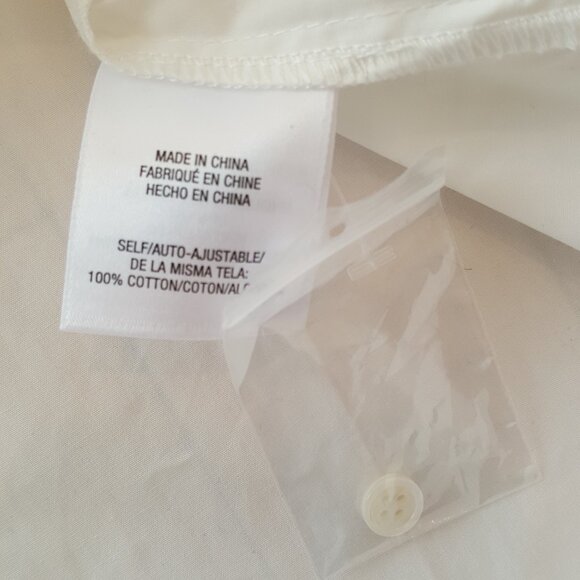 MADE IN CHINA
FABRIQUÉ EN CHINE
HECHO EN CHINA
SELF/AUTO-AJUSTABLE/
DE LA MISMA TELA:
100% COTTON/COTON/